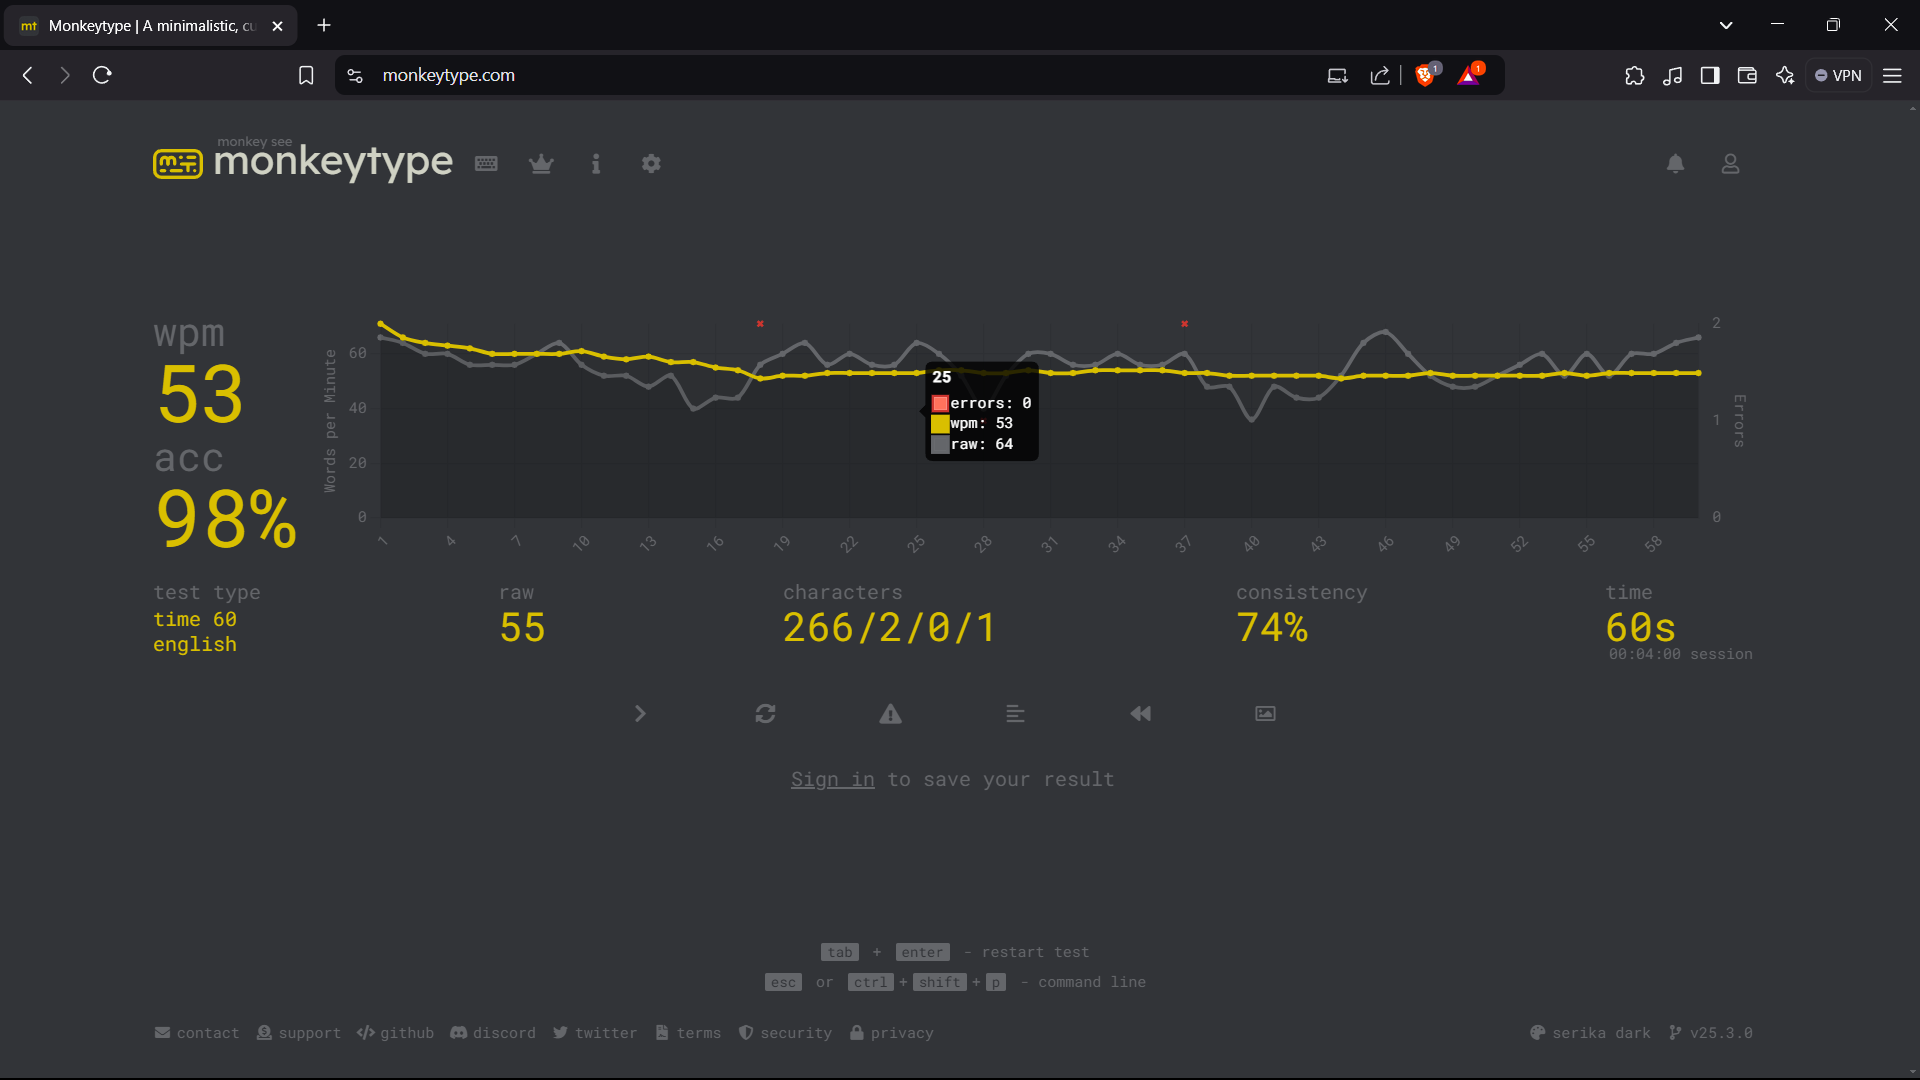 mt Monkeytype | A minimalistic, cu
monkeytype.com
1
1
VPN
monkey see
monkeytype
wpm
53
acc
98%
Words per Minute
60
40
20
0
2
1
0
Errors
25
errors: 0
wpm: 53
raw: 64
1 4 7 10 13 16 19 22 25 28 31 34 37 40 43 46 49 52 55 58
test type
time 60
english
raw
55
characters
266/2/0/1
consistency
74%
time
60s
00:04:00 session
Sign in to save your result
tab + enter - restart test
esc or ctrl + shift + p - command line
contact support github discord twitter terms security privacy
serika dark v25.3.0